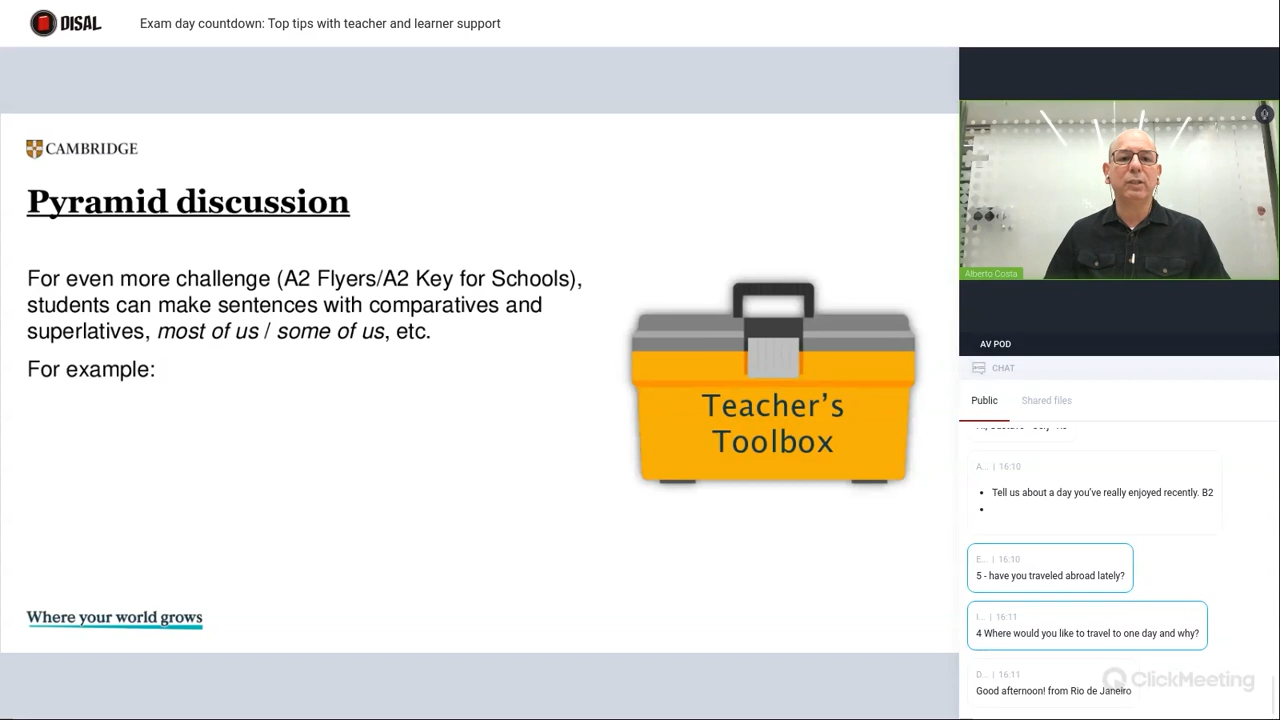 DISAL
Exam day countdown: Top tips with teacher and learner support
CAMBRIDGE
Pyramid discussion
For even more challenge (A2 Flyers/A2 Key for Schools),
students can make sentences with comparatives and
superlatives, most of us / some of us, etc.
For example:
Teacher's
Toolbox
Where your world grows
Alberto Costa
AV POD
CHAT
Public
Shared files
A... | 16:10
Tell us about a day you've really enjoyed recently. B2
E... | 16:10
5 - have you traveled abroad lately?
I... | 16:11
4 Where would you like to travel to one day and why?
D... | 16:11
Good afternoon! from Rio de Janeiro
ClickMeeting